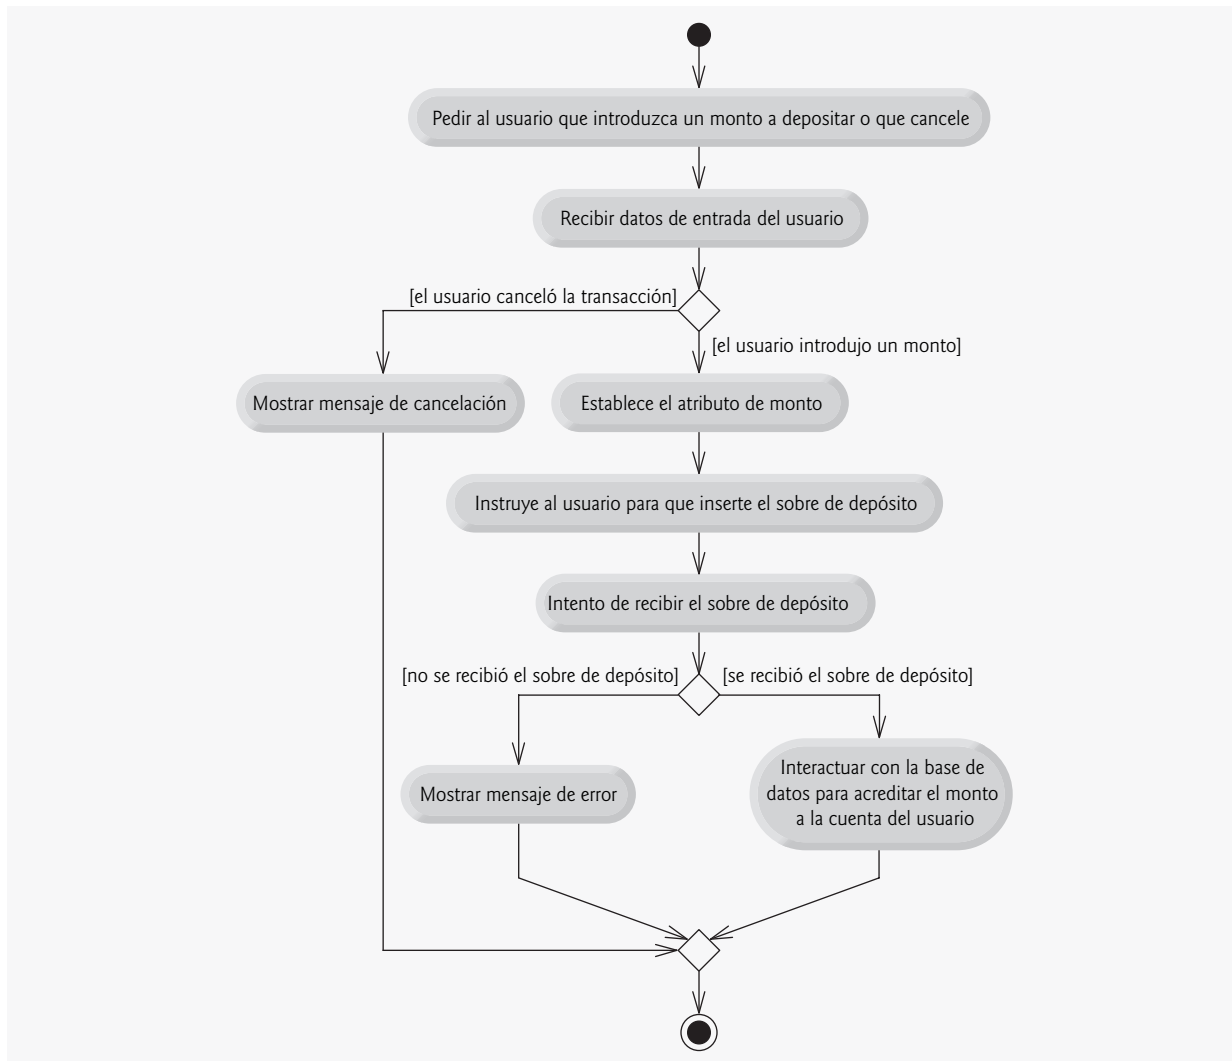 Pedir al usuario que introduzca un monto a depositar o que cancele
Recibir datos de entrada del usuario
[el usuario canceló la transacción]
[el usuario introdujo un monto]
Mostrar mensaje de cancelación
Establece el atributo de monto
Instruye al usuario para que inserte el sobre de depósito
Intento de recibir el sobre de depósito
[no se recibió el sobre de depósito]
[se recibió el sobre de depósito]
Mostrar mensaje de error
Interactuar con la base de
datos para acreditar el monto
a la cuenta del usuario